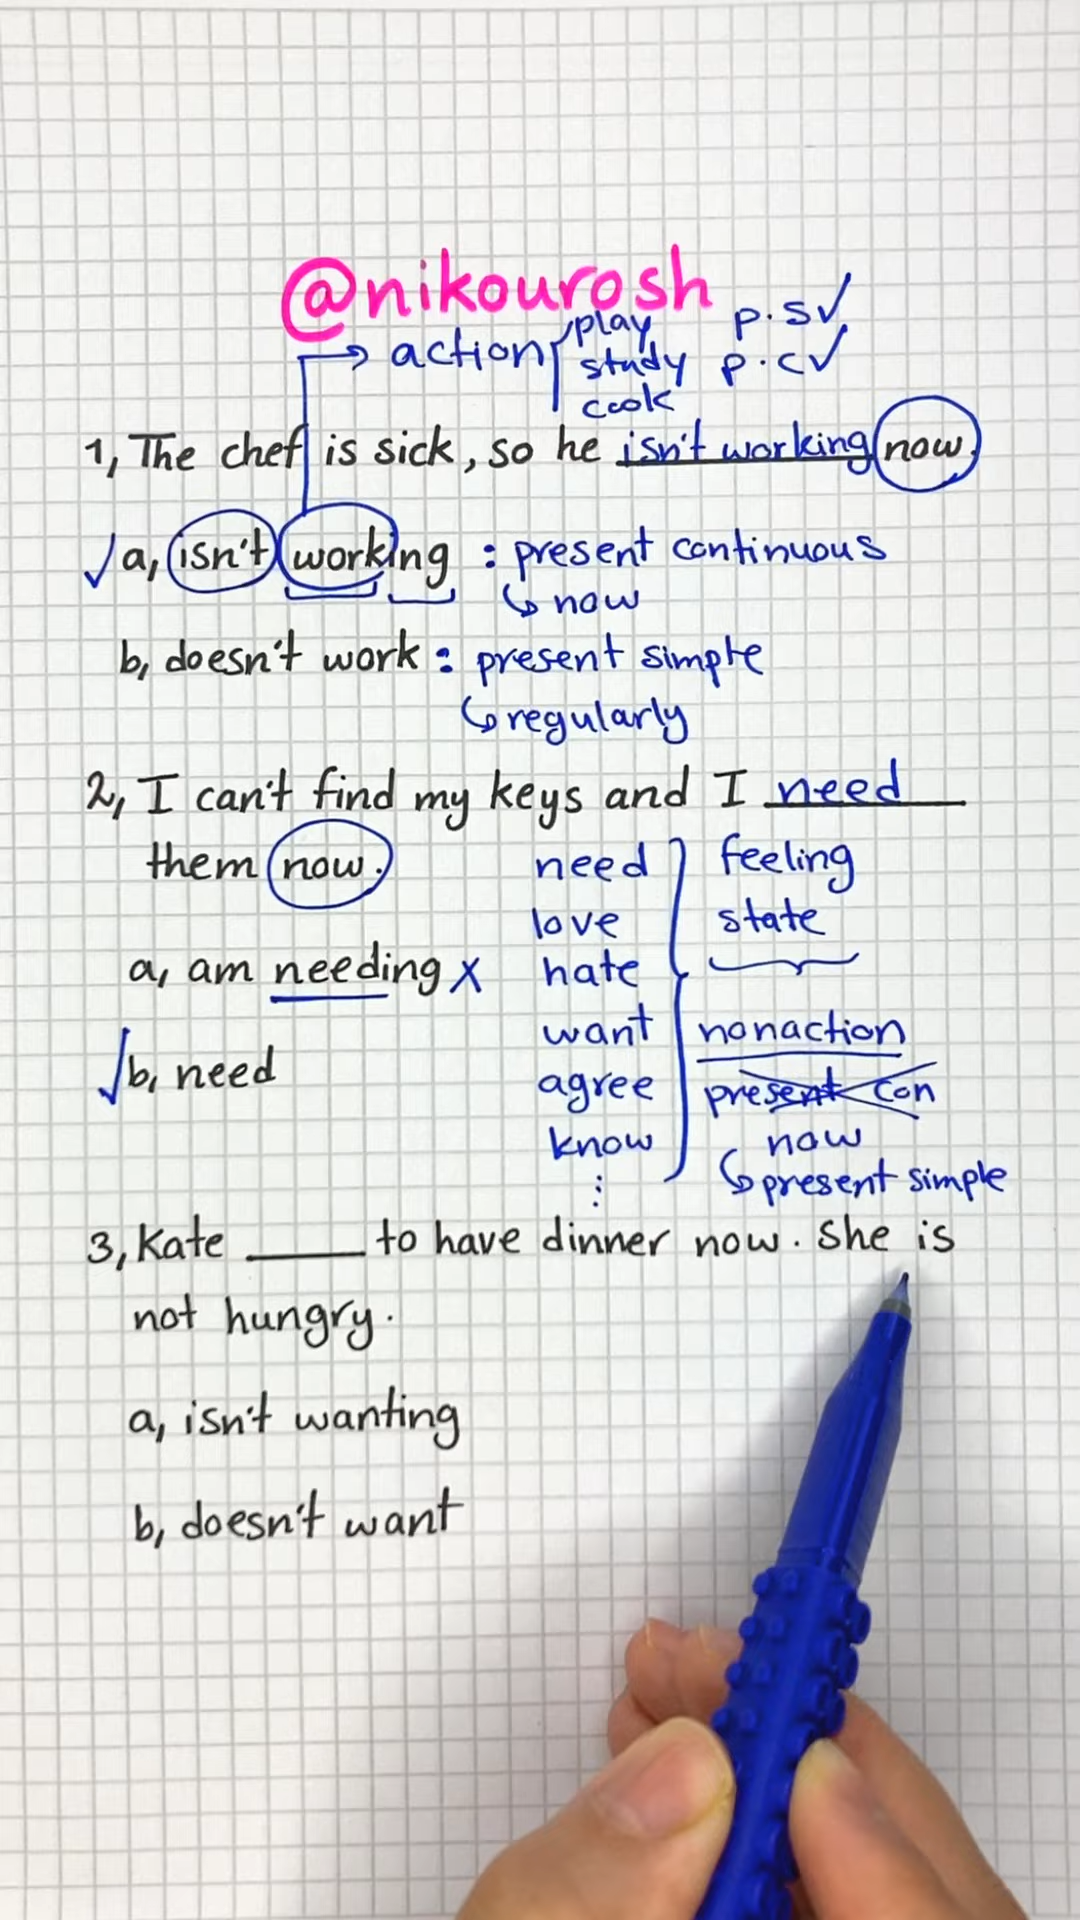 @nikourosh
action play p.s✓
study p.c✓
cook
1, The chef is sick, so he isn't working now.
✓ a, isn't working : present continuous
↳ now
b, doesn't work : present simple
↳ regularly
2, I can't find my keys and I need
them now.
need feeling
love state
a, am needing x hate
want nonaction
✓ b, need
agree present con
know now
⋮ ↳ present simple
3, Kate ____ to have dinner now. She is
not hungry.
a, isn't wanting
b, doesn't want